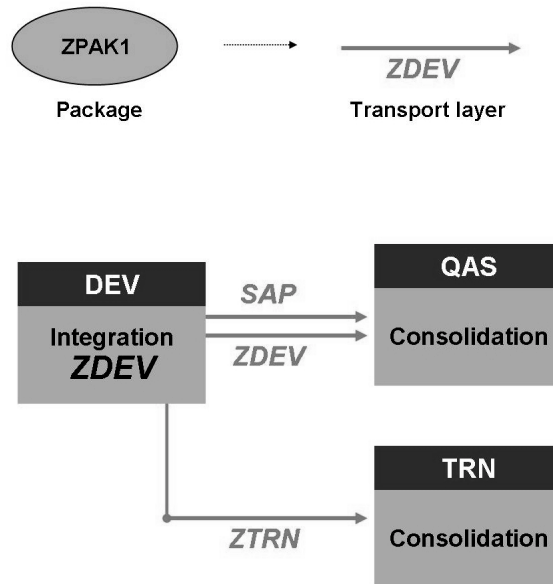 ZPAK1
ZDEV
Package
Transport layer
DEV
QAS
SAP
Integration
ZDEV
ZDEV
Consolidation
TRN
ZTRN
Consolidation